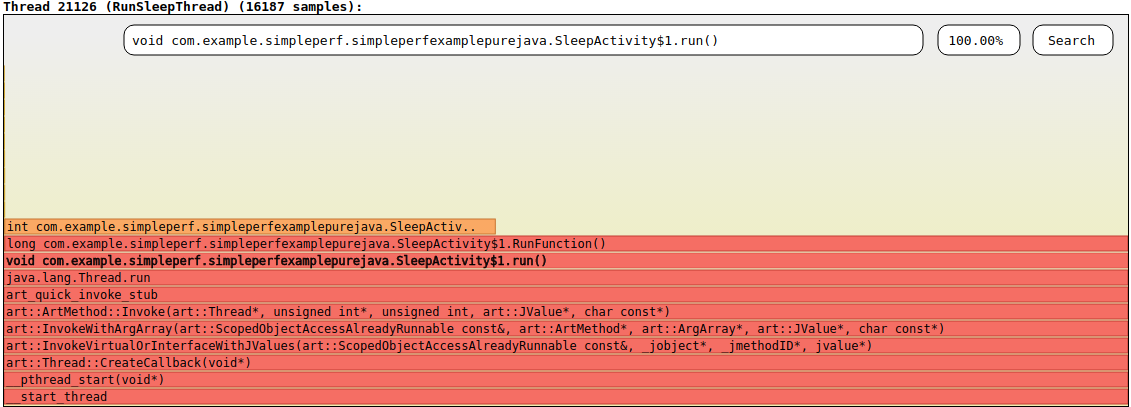 Thread 21126 (RunSleepThread) (16187 samples):
void com.example.simpleperf.simpleperfexamplepurejava.SleepActivity$1.run() 100.00% Search
int com.example.simpleperf.simpleperfexamplepurejava.SleepActiv..
long com.example.simpleperf.simpleperfexamplepurejava.SleepActivity$1.RunFunction()
void com.example.simpleperf.simpleperfexamplepurejava.SleepActivity$1.run()
java.lang.Thread.run
art_quick_invoke_stub
art::ArtMethod::Invoke(art::Thread*, unsigned int*, unsigned int, art::JValue*, char const*)
art::InvokeWithArgArray(art::ScopedObjectAccessAlreadyRunnable const&, art::ArtMethod*, art::ArgArray*, art::JValue*, char const*)
art::InvokeVirtualOrInterfaceWithJValues(art::ScopedObjectAccessAlreadyRunnable const&, _jobject*, _jmethodID*, jvalue*)
art::Thread::CreateCallback(void*)
__pthread_start(void*)
__start_thread